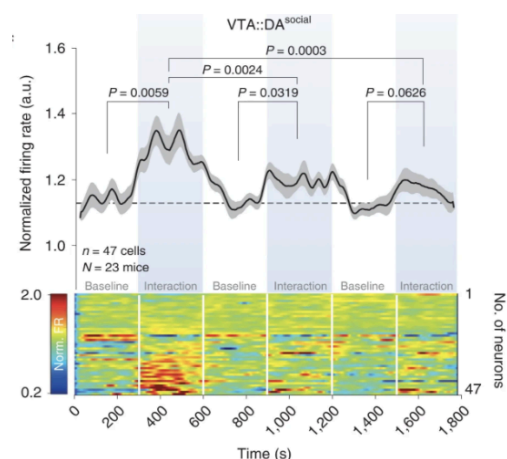 VTA::DAsocial
1.6
1.4
1.2
1.0
Normalized firing rate (a.u.)
P = 0.0003
P = 0.0024
P = 0.0059
P = 0.0319
P = 0.0626
n = 47 cells
N = 23 mice
Baseline Interaction Baseline Interaction Baseline Interaction
2.0
0.2
Norm. FR
1
47
No. of neurons
0 200 400 600 800 1,000 1,200 1,400 1,600 1,800
Time (s)